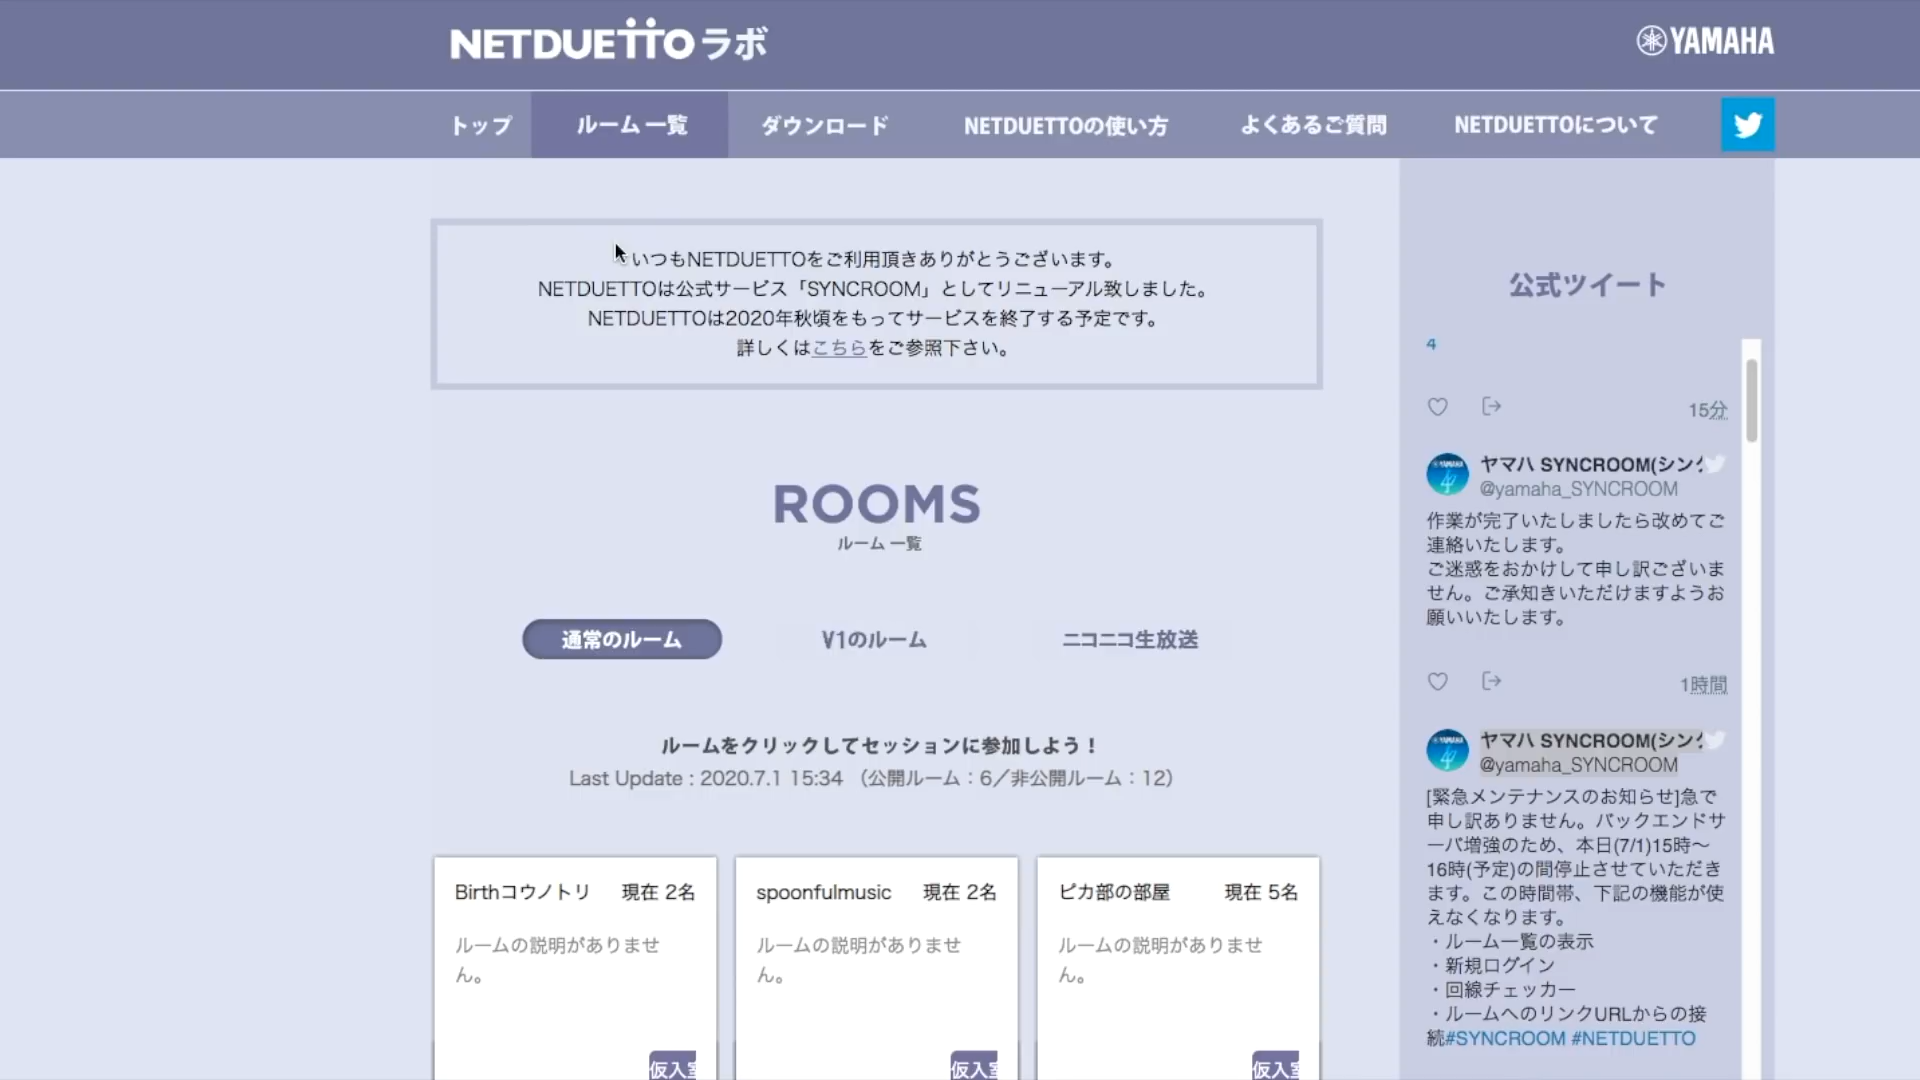 NETDUETTOラボ
YAMAHA
トップ
ルーム一覧
ダウンロード
NETDUETTOの使い方
よくあるご質問
NETDUETTOについて
いつもNETDUETTOをご利用頂きありがとうございます。
NETDUETTOは公式サービス「SYNCROOM」としてリニューアル致しました。
NETDUETTOは2020年秋頃をもってサービスを終了する予定です。
詳しくはこちらをご参照下さい。
ROOMS
ルーム 一覧
通常のルーム
V1のルーム
ニコニコ生放送
ルームをクリックしてセッションに参加しよう！
Last Update : 2020.7.1 15:34 （公開ルーム：6／非公開ルーム：12）
Birthコウノトリ 現在 2名
ルームの説明がありませ
ん。
仮入室
spoonfulmusic 現在 2名
ルームの説明がありませ
ん。
仮入室
ピカ部の部屋 現在 5名
ルームの説明がありませ
ん。
仮入室
公式ツイート
4
15分
ヤマハ SYNCROOM(シンク
@yamaha_SYNCROOM
作業が完了いたしましたら改めてご
連絡いたします。
ご迷惑をおかけして申し訳ございま
せん。ご承知きいただけますようお
願いいたします。
1時間
ヤマハ SYNCROOM(シンク
@yamaha_SYNCROOM
[緊急メンテナンスのお知らせ]急で
申し訳ありません。バックエンドサ
ーバ増強のため、本日(7/1)15時〜
16時(予定)の間停止させていただき
ます。この時間帯、下記の機能が使
えなくなります。
・ルーム一覧の表示
・新規ログイン
・回線チェッカー
・ルームへのリンクURLからの接
続#SYNCROOM #NETDUETTO